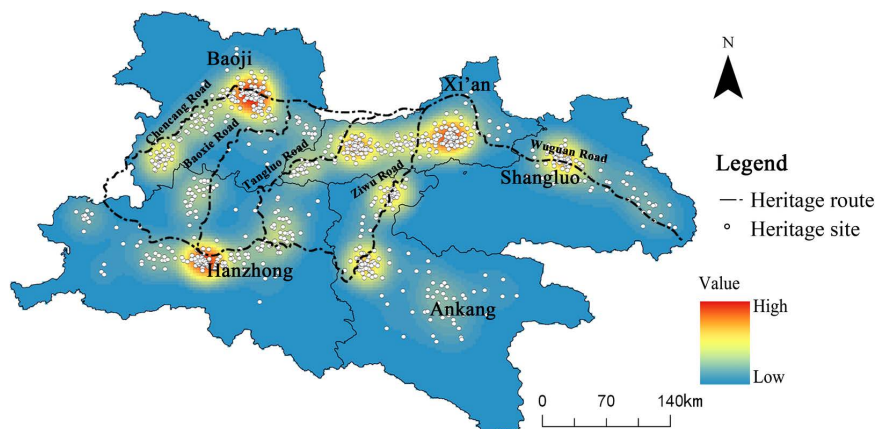 Baoji
Xi'an
N
Chencang Road
Baoxie Road
Tangluo Road
Ziwu Road
Wuguan Road
Shangluo
Hanzhong
Ankang
Legend
Heritage route
Heritage site
Value
High
Low
0 70 140km